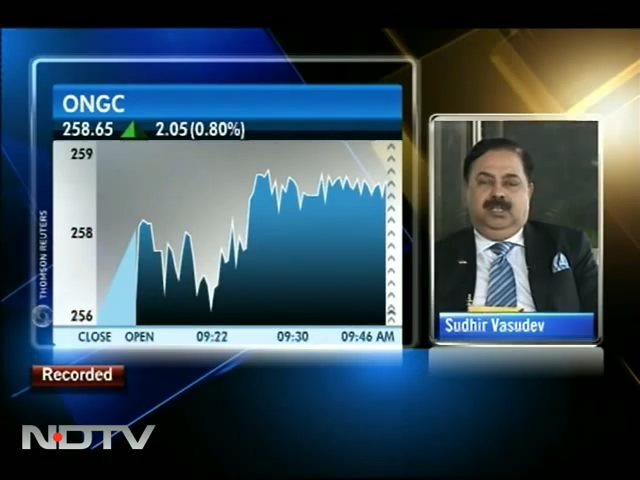 ONGC
258.65 2.05(0.80%)
259
258
256
THOMSON REUTERS
CLOSE OPEN 09:22 09:30 09:46 AM
Sudhir Vasudev
Recorded
NDTV